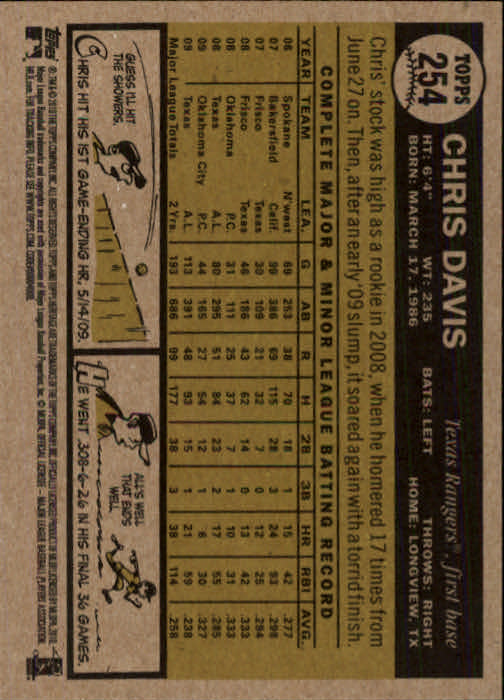 TOPPS
254
CHRIS DAVIS
Texas Rangers®, first base
HT: 6'4" WT: 235 BATS: LEFT THROWS: RIGHT
BORN: MARCH 17, 1986 HOME: LONGVIEW, TX
Chris' stock was high as a rookie in 2008, when he homered 17 times from
June 27 on. Then, after an early '09 slump, it soared again with a torrid finish.
COMPLETE MAJOR & MINOR LEAGUE BATTING RECORD
YEAR TEAM LEA. G AB R H 2B 3B HR RBI AVG.
06 Spokane N'west 69 253 38 70 18 1 15 42 .277
07 Bakersfield Calif. 99 386 69 115 28 3 24 93 .298
07 Frisco Texas 30 109 21 32 7 0 12 25 .294
08 Frisco Texas 46 186 43 62 14 0 13 42 .333
08 Oklahoma P.C. 31 111 25 37 7 1 10 31 .333
08 Texas A.L. 80 295 51 84 23 2 17 55 .285
09 Oklahoma City P.C. 44 165 27 54 12 1 6 30 .327
09 Texas A.L. 113 391 48 93 15 1 21 59 .238
Major League Totals 2 Yrs. 193 686 99 177 38 3 38 114 .258
GUESS I'LL HIT
THE SHOWERS.
CHRIS HIT HIS 1ST GAME-ENDING HR, 5/14/09.
ALL'S WELL
THAT ENDS
WELL
HE WENT .308-6-26 IN HIS FINAL 36 GAMES.
Topps